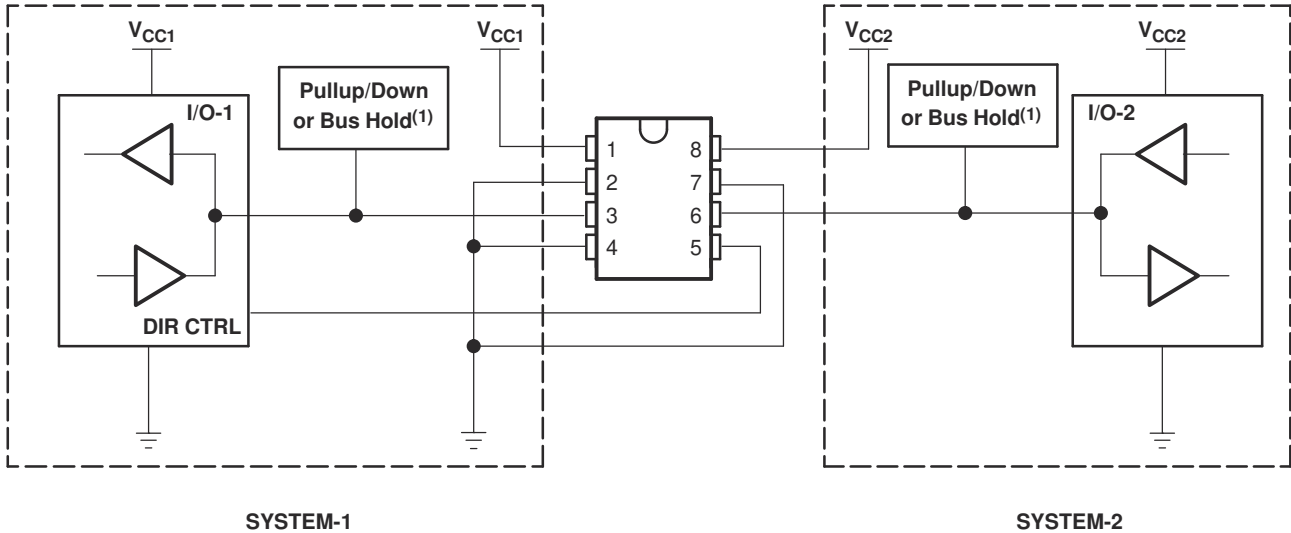 VCC1
VCC1
VCC2
VCC2
Pullup/Down
or Bus Hold(1)
Pullup/Down
or Bus Hold(1)
I/O-1
I/O-2
1
8
2
7
3
6
4
5
DIR CTRL
SYSTEM-1
SYSTEM-2